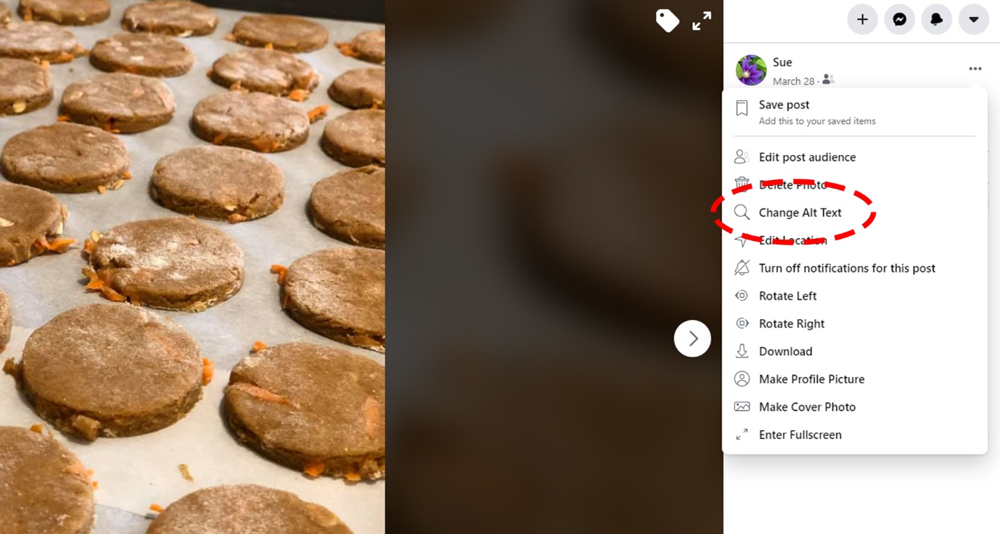 Sue
March 28 ·
Save post
Add this to your saved items
Edit post audience
Delete Photo
Change Alt Text
Edit Location
Turn off notifications for this post
Rotate Left
Rotate Right
Download
Make Profile Picture
Make Cover Photo
Enter Fullscreen